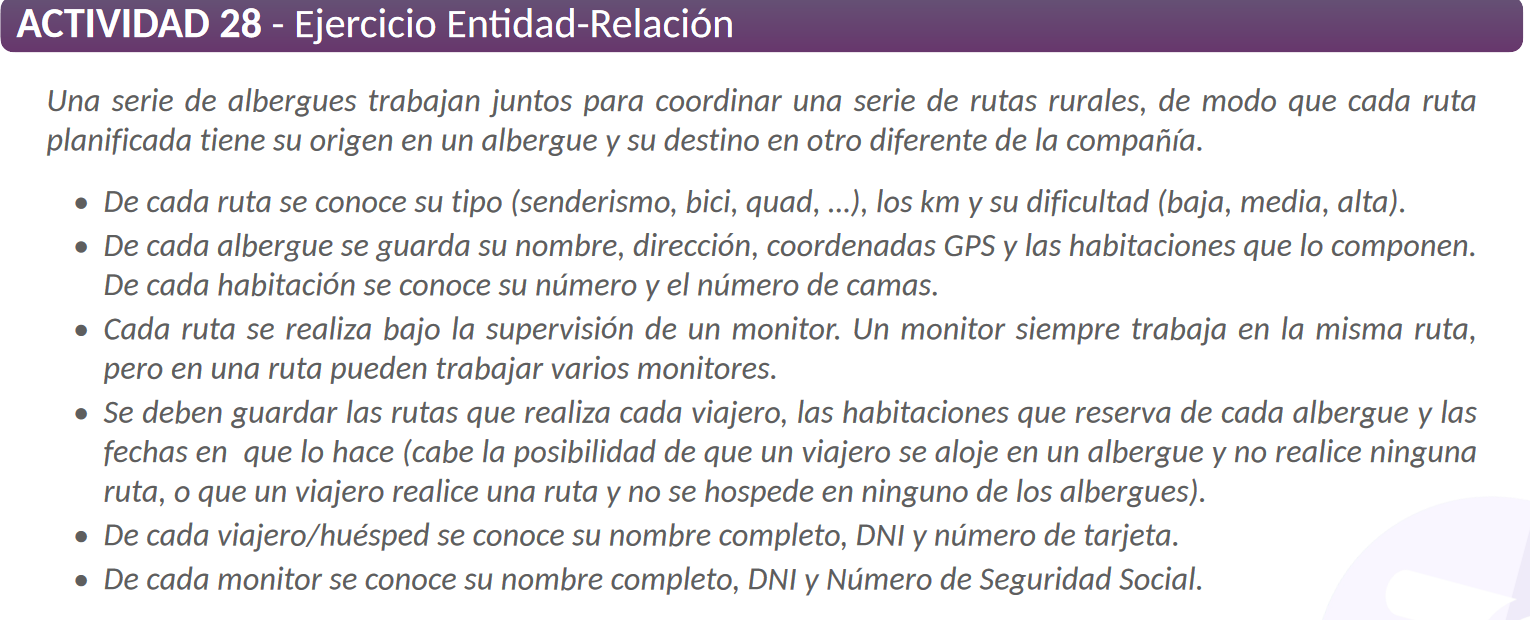 ACTIVIDAD 28 - Ejercicio Entidad-Relación
Una serie de albergues trabajan juntos para coordinar una serie de rutas rurales, de modo que cada ruta
planificada tiene su origen en un albergue y su destino en otro diferente de la compañía.
• De cada ruta se conoce su tipo (senderismo, bici, quad, ...), los km y su dificultad (baja, media, alta).
• De cada albergue se guarda su nombre, dirección, coordenadas GPS y las habitaciones que lo componen.
De cada habitación se conoce su número y el número de camas.
• Cada ruta se realiza bajo la supervisión de un monitor. Un monitor siempre trabaja en la misma ruta,
pero en una ruta pueden trabajar varios monitores.
• Se deben guardar las rutas que realiza cada viajero, las habitaciones que reserva de cada albergue y las
fechas en que lo hace (cabe la posibilidad de que un viajero se aloje en un albergue y no realice ninguna
ruta, o que un viajero realice una ruta y no se hospede en ninguno de los albergues).
• De cada viajero/huésped se conoce su nombre completo, DNI y número de tarjeta.
• De cada monitor se conoce su nombre completo, DNI y Número de Seguridad Social.